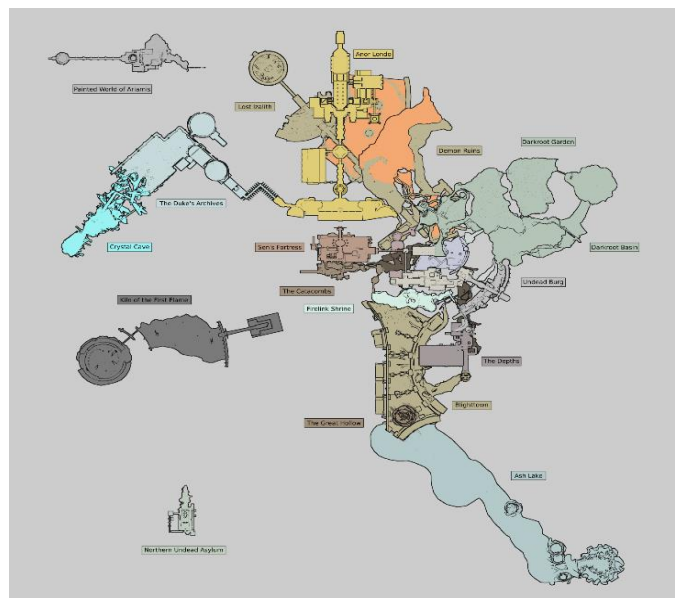 Anor Londo
Painted World of Ariamis
Lost Izalith
Darkroot Garden
Demon Ruins
The Duke's Archives
Crystal Cave
Sen's Fortress
Darkroot Basin
Undead Burg
The Catacombs
Kiln of the First Flame
Firelink Shrine
The Depths
Blighttown
The Great Hollow
Ash Lake
Northern Undead Asylum